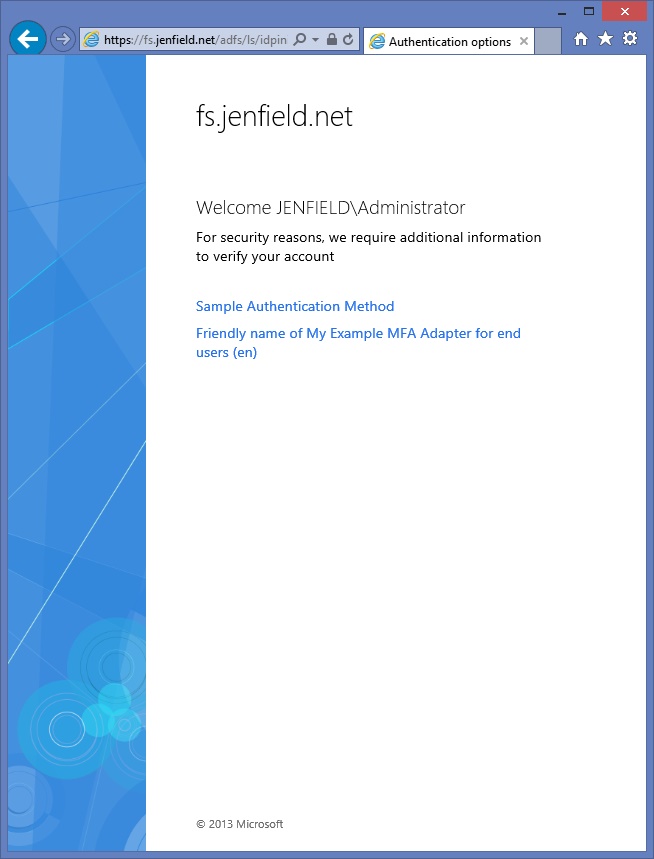 https://fs.jenfield.net/adfs/ls/idpin
Authentication options
fs.jenfield.net
Welcome JENFIELD\Administrator
For security reasons, we require additional information
to verify your account
Sample Authentication Method
Friendly name of My Example MFA Adapter for end
users (en)
© 2013 Microsoft